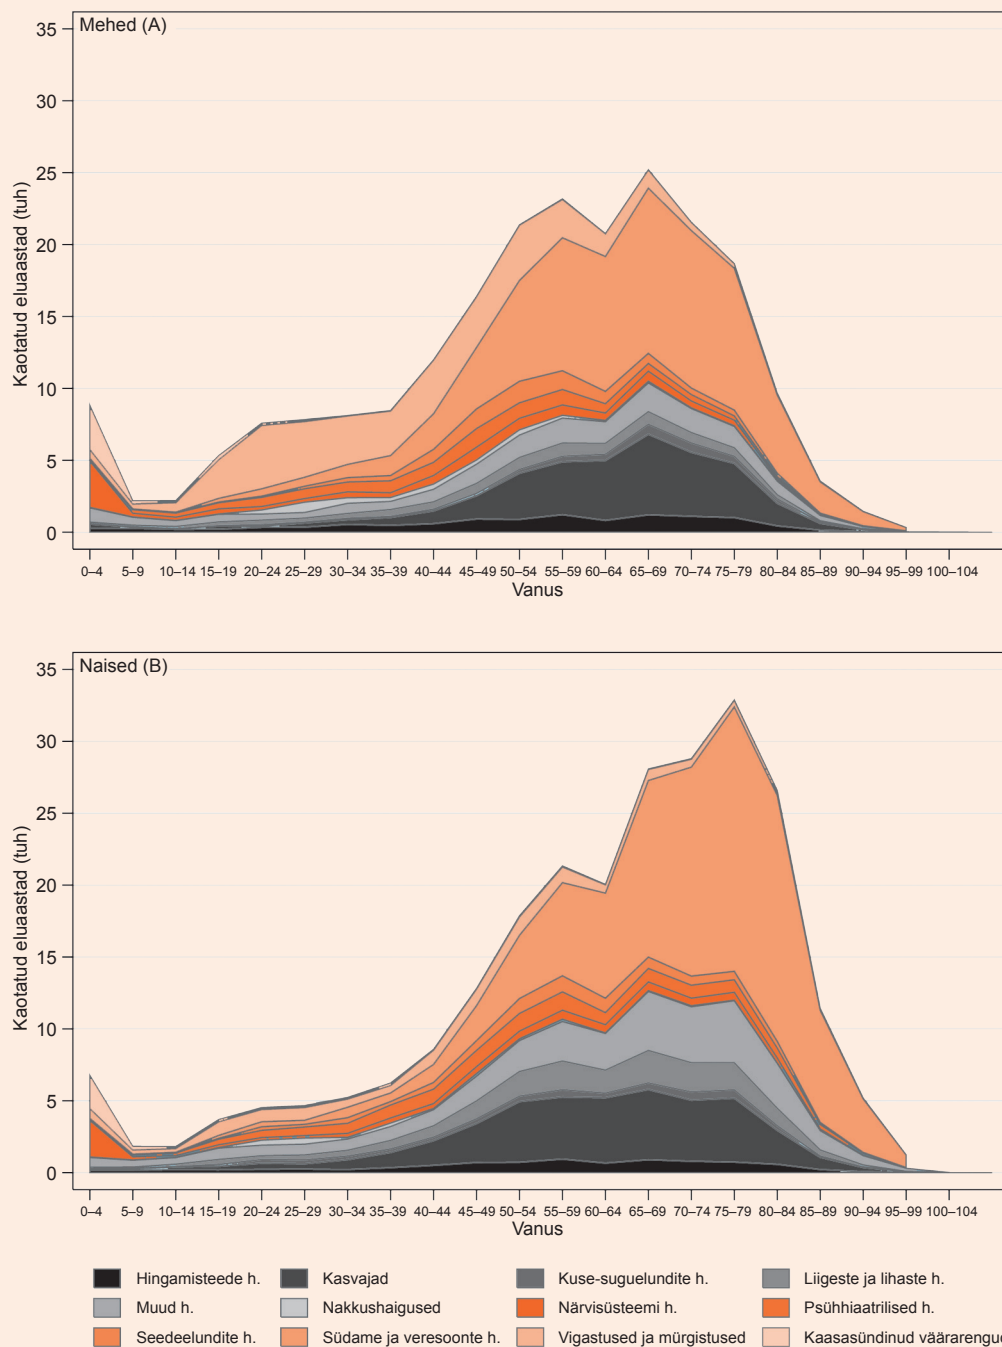 Mehed (A)
35
30
25
20
15
10
5
0
Kaotatud eluaastad (tuh)
0–4 5–9 10–14 15–19 20–24 25–29 30–34 35–39 40–44 45–49 50–54 55–59 60–64 65–69 70–74 75–79 80–84 85–89 90–94 95–99 100–104
Vanus
Naised (B)
35
30
25
20
15
10
5
0
Kaotatud eluaastad (tuh)
0–4 5–9 10–14 15–19 20–24 25–29 30–34 35–39 40–44 45–49 50–54 55–59 60–64 65–69 70–74 75–79 80–84 85–89 90–94 95–99 100–104
Vanus
Hingamisteede h. Kasvajad Kuse-suguelundite h. Liigeste ja lihaste h.
Muud h. Nakkushaigused Närvisüsteemi h. Psühhiaatrilised h.
Seedeelundite h. Südame ja veresoonte h. Vigastused ja mürgistused Kaasasündinud